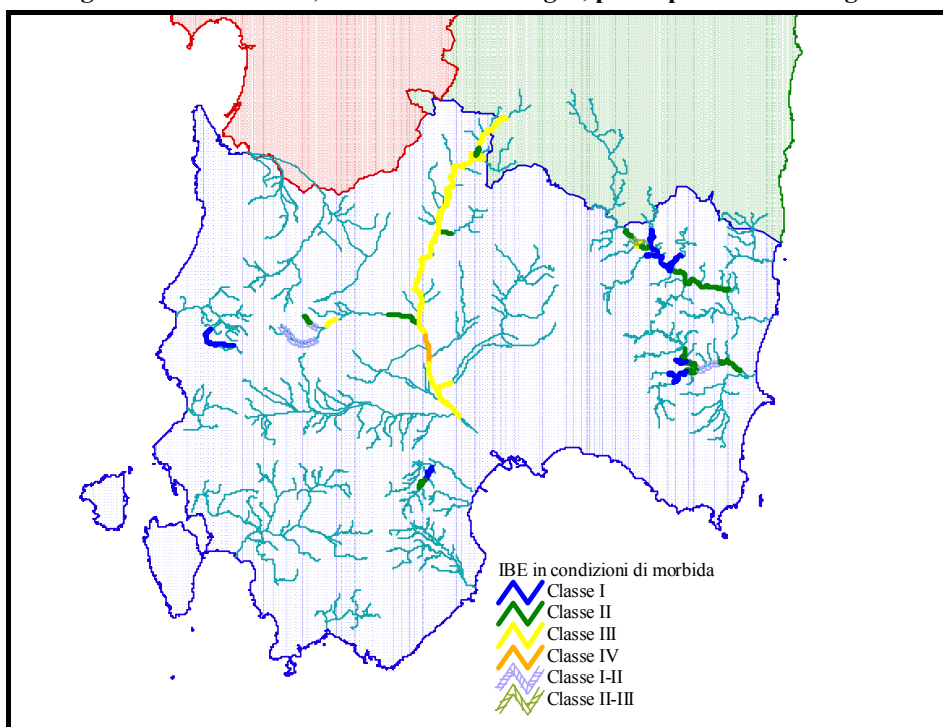 IBE in condizioni di morbida
Classe I
Classe II
Classe III
Classe IV
Classe I-II
Classe II-III